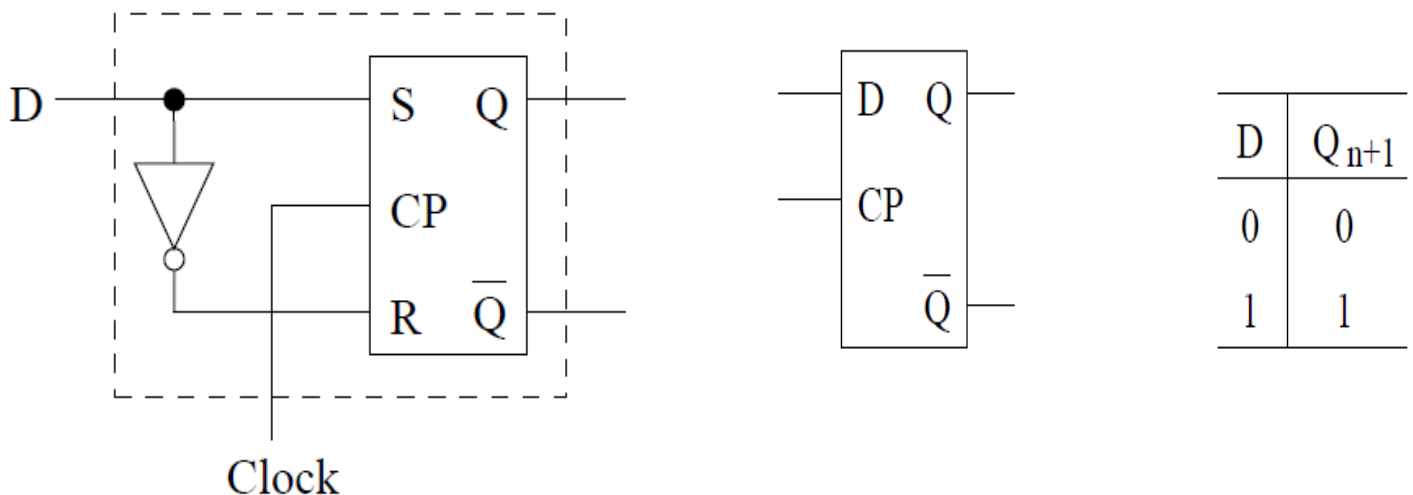 D
S Q
CP
R Q̅
Clock
D Q
CP
Q̅
D Qn+1
0 0
1 1